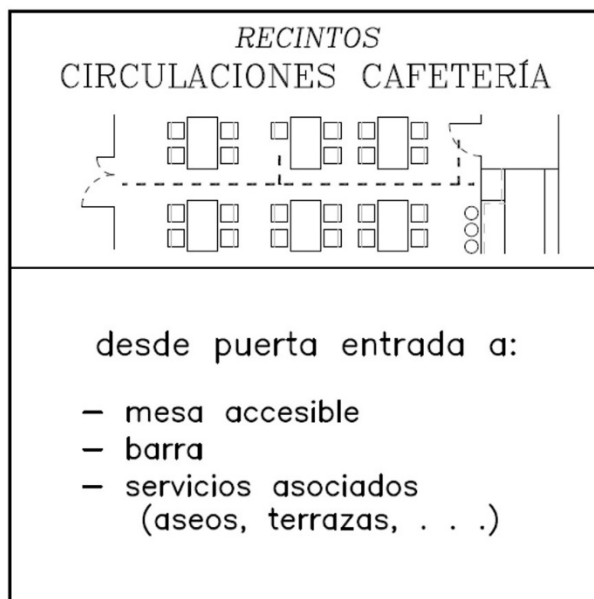 RECINTOS
CIRCULACIONES CAFETERÍA
desde puerta entrada a:
– mesa accesible
– barra
– servicios asociados
(aseos, terrazas, . . .)